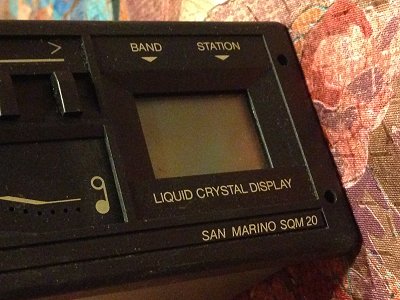 BAND STATION
LIQUID CRYSTAL DISPLAY
SAN MARINO SQM 20